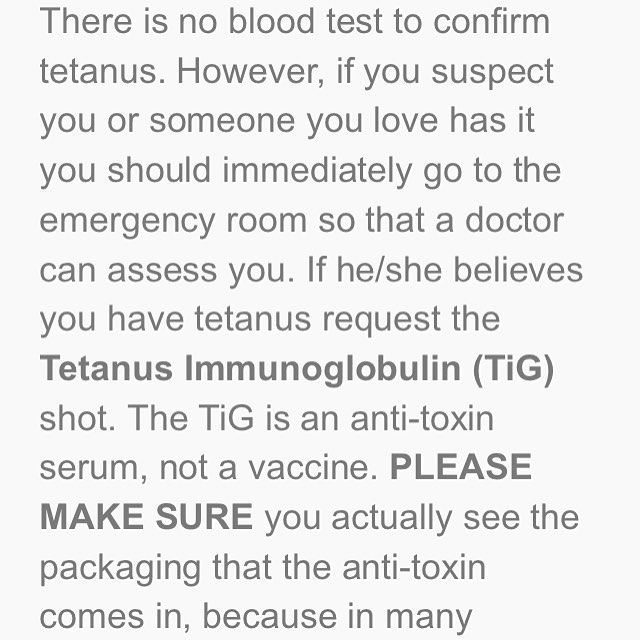 There is no blood test to confirm
tetanus. However, if you suspect
you or someone you love has it
you should immediately go to the
emergency room so that a doctor
can assess you. If he/she believes
you have tetanus request the
Tetanus Immunoglobulin (TiG)
shot. The TiG is an anti-toxin
serum, not a vaccine. PLEASE
MAKE SURE you actually see the
packaging that the anti-toxin
comes in, because in many